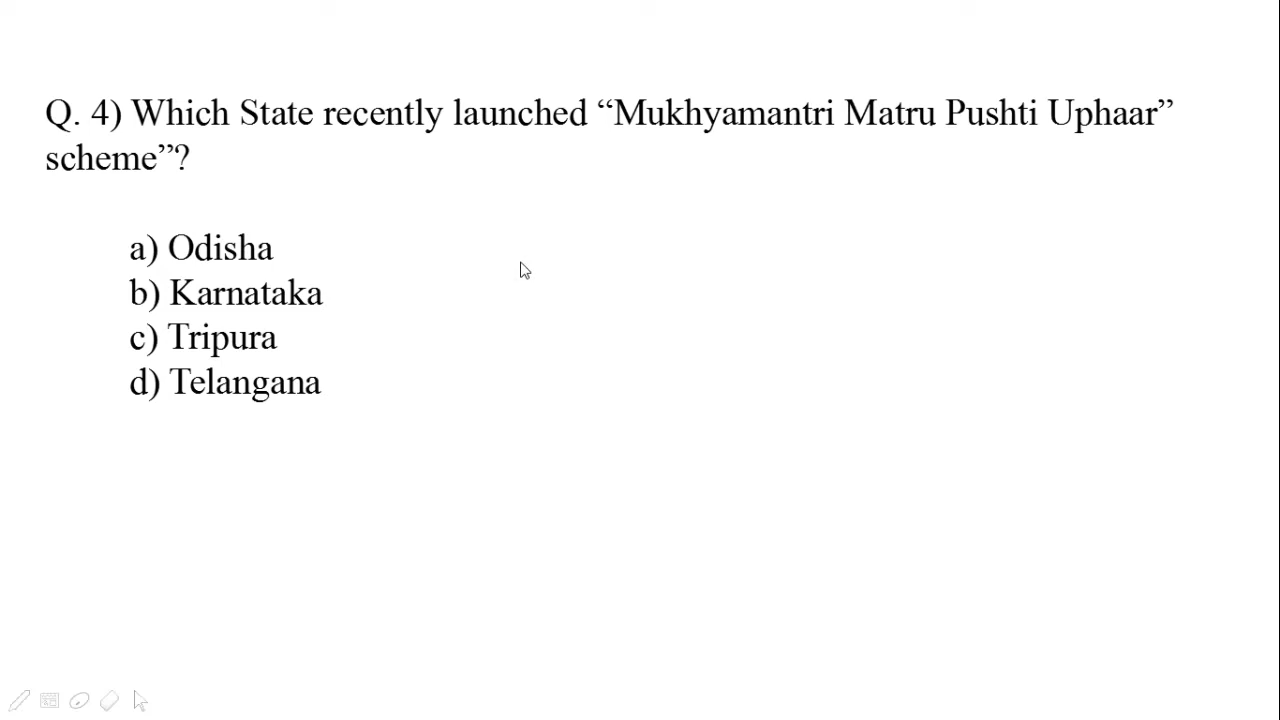 Q. 4) Which State recently launched “Mukhyamantri Matru Pushti Uphaar”
scheme”?
a) Odisha
b) Karnataka
c) Tripura
d) Telangana